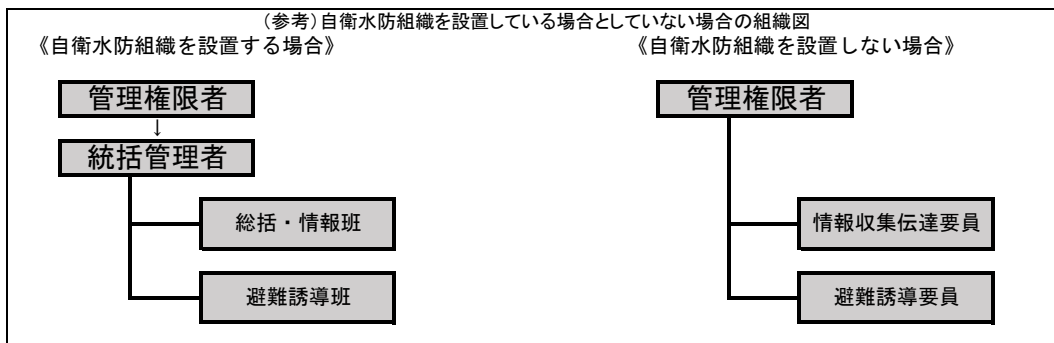 (参考)自衛水防組織を設置している場合としていない場合の組織図
《自衛水防組織を設置する場合》
管理権限者
↓
統括管理者
総括・情報班
避難誘導班
《自衛水防組織を設置しない場合》
管理権限者
情報収集伝達要員
避難誘導要員